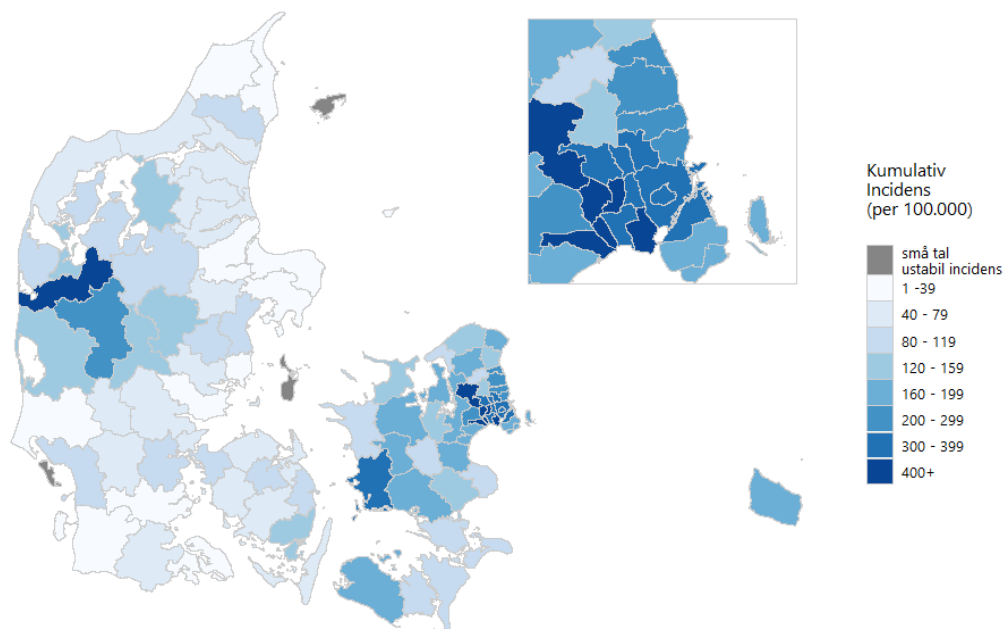 Kumulativ
Incidens
(per 100.000)
små tal
ustabil incidens
1 -39
40 - 79
80 - 119
120 - 159
160 - 199
200 - 299
300 - 399
400+